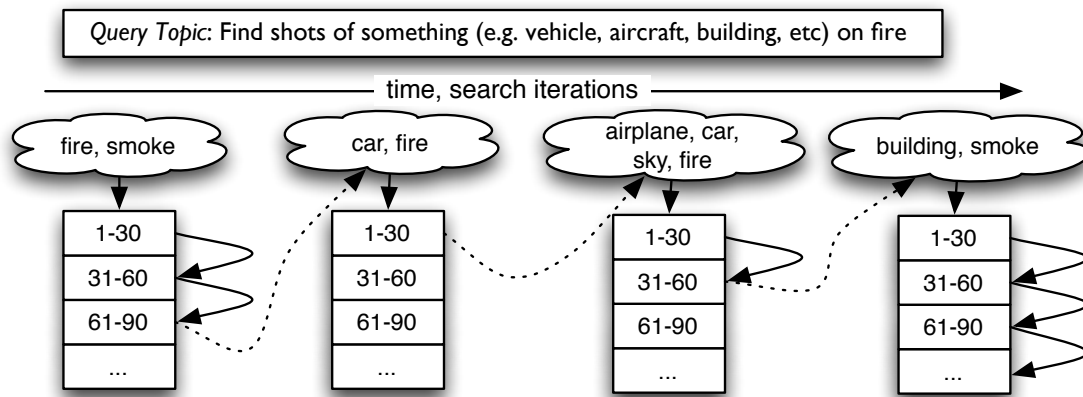 Query Topic: Find shots of something (e.g. vehicle, aircraft, building, etc) on fire
time, search iterations
fire, smoke
car, fire
airplane, car,
sky, fire
building, smoke
1-30
31-60
61-90
...
1-30
31-60
61-90
...
1-30
31-60
61-90
...
1-30
31-60
61-90
...